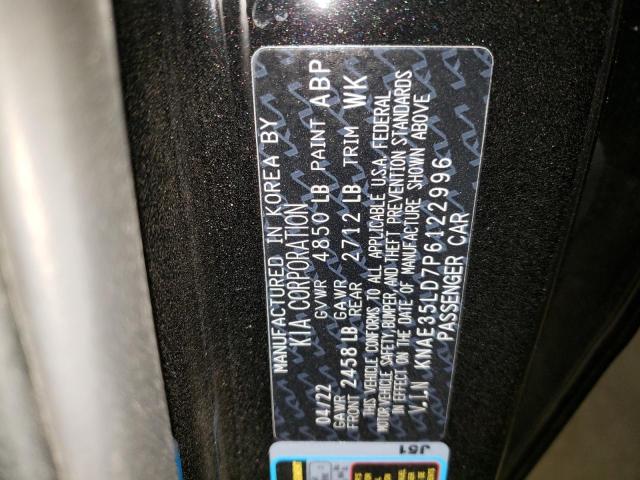 MANUFACTURED IN KOREA BY
KIA CORPORATION
04/22 GVWR 4850 LB PAINT ABP
GAWR FRONT 2458 LB GAWR REAR 2712 LB TRIM WK
THIS VEHICLE CONFORMS TO ALL APPLICABLE U.S.A. FEDERAL
MOTOR VEHICLE SAFETY, BUMPER, AND THEFT PREVENTION STANDARDS
IN EFFECT ON THE DATE OF MANUFACTURE SHOWN ABOVE
V.I.N KNAE35LD7P6122996
PASSENGER CAR
J51